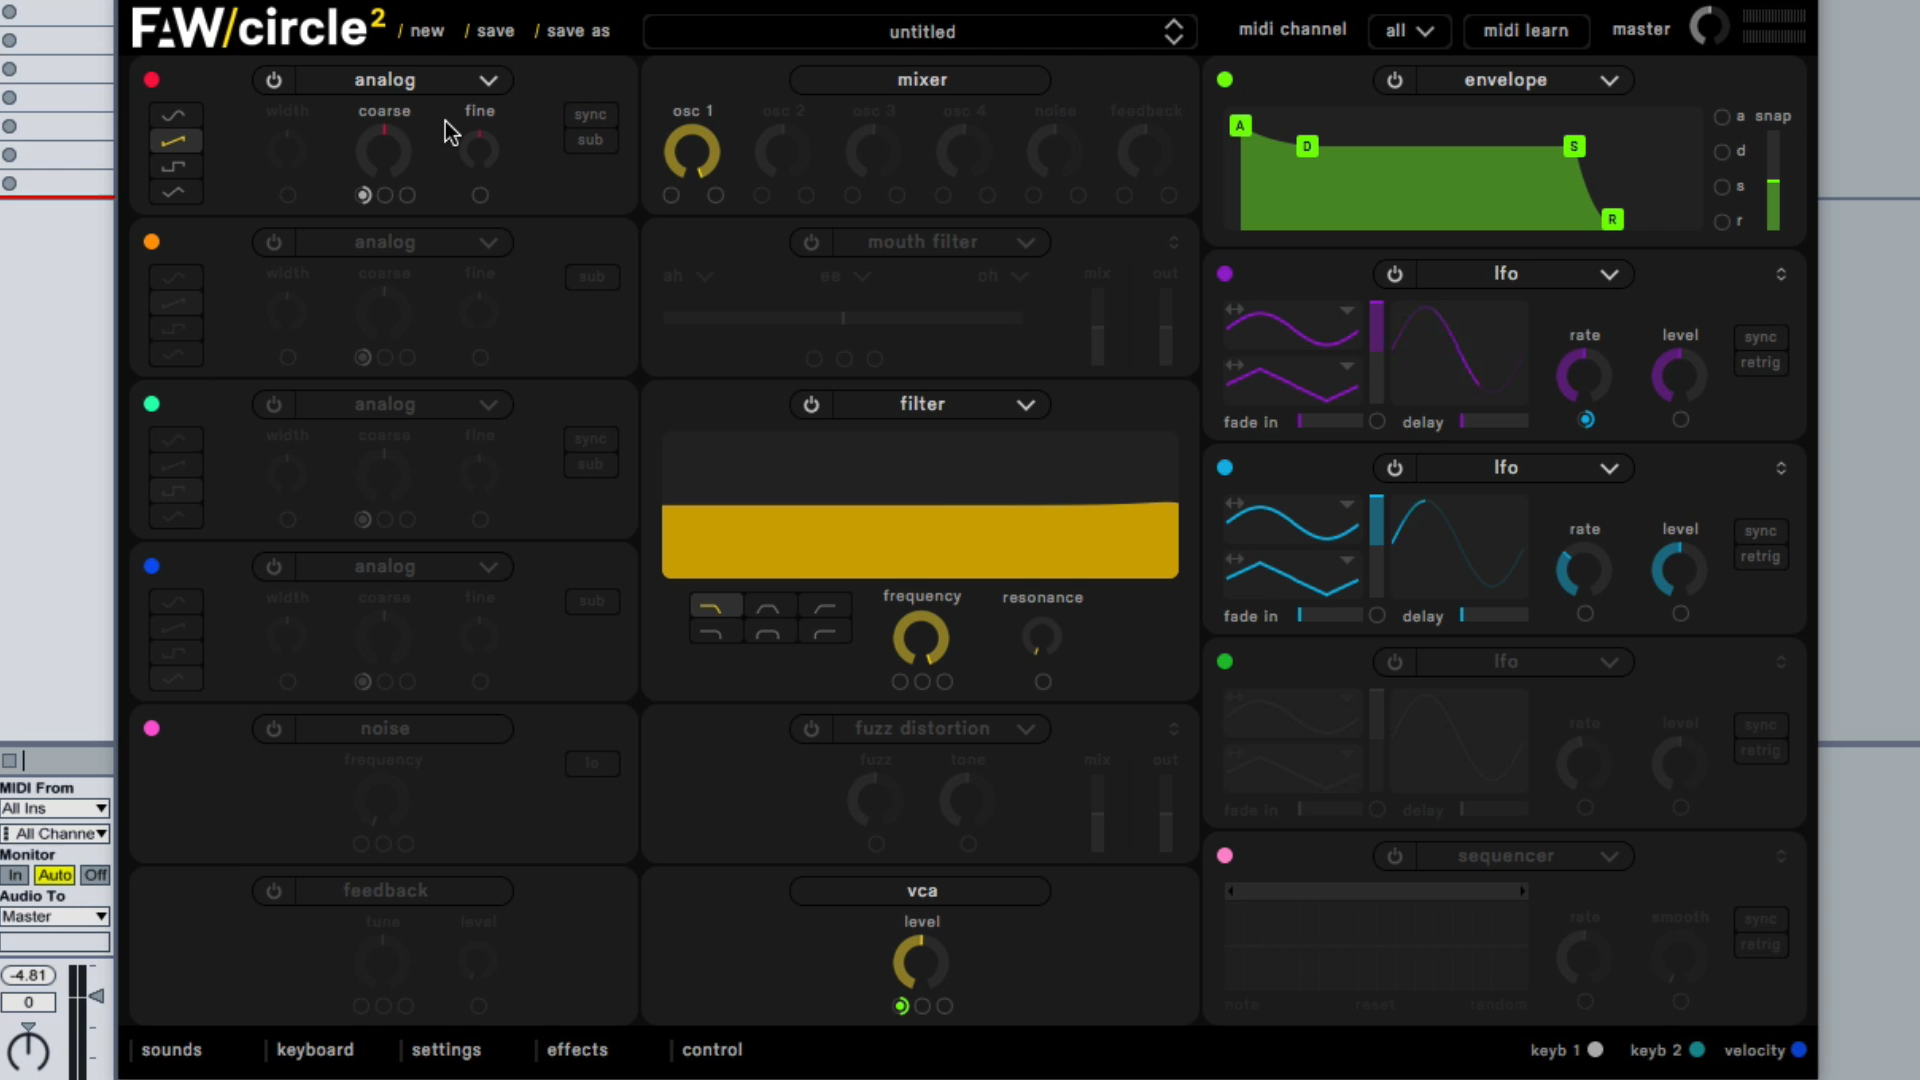 FAW/circle²
/ new / save / save as
untitled
midi channel all midi learn master
analog
width coarse fine
sync
sub
mixer
osc 1 osc 2 osc 3 osc 4 noise feedback
envelope
A D S R
a snap
d
s
r
analog
width coarse fine
sub
mouth filter
ah ee oh mix out
lfo
rate level
sync
retrig
fade in delay
analog
width coarse fine
sync
sub
filter
frequency resonance
lfo
rate level
sync
retrig
fade in delay
analog
width coarse fine
sub
lfo
rate level
sync
retrig
fade in delay
noise
frequency
lo
fuzz distortion
fuzz tone mix out
sequencer
rate smooth
sync
retrig
note reset random
feedback
tune level
vca
level
MIDI From
All Ins
All Channe
Monitor
In Auto Off
Audio To
Master
-4.81
0
sounds keyboard settings effects control
keyb 1 keyb 2 velocity